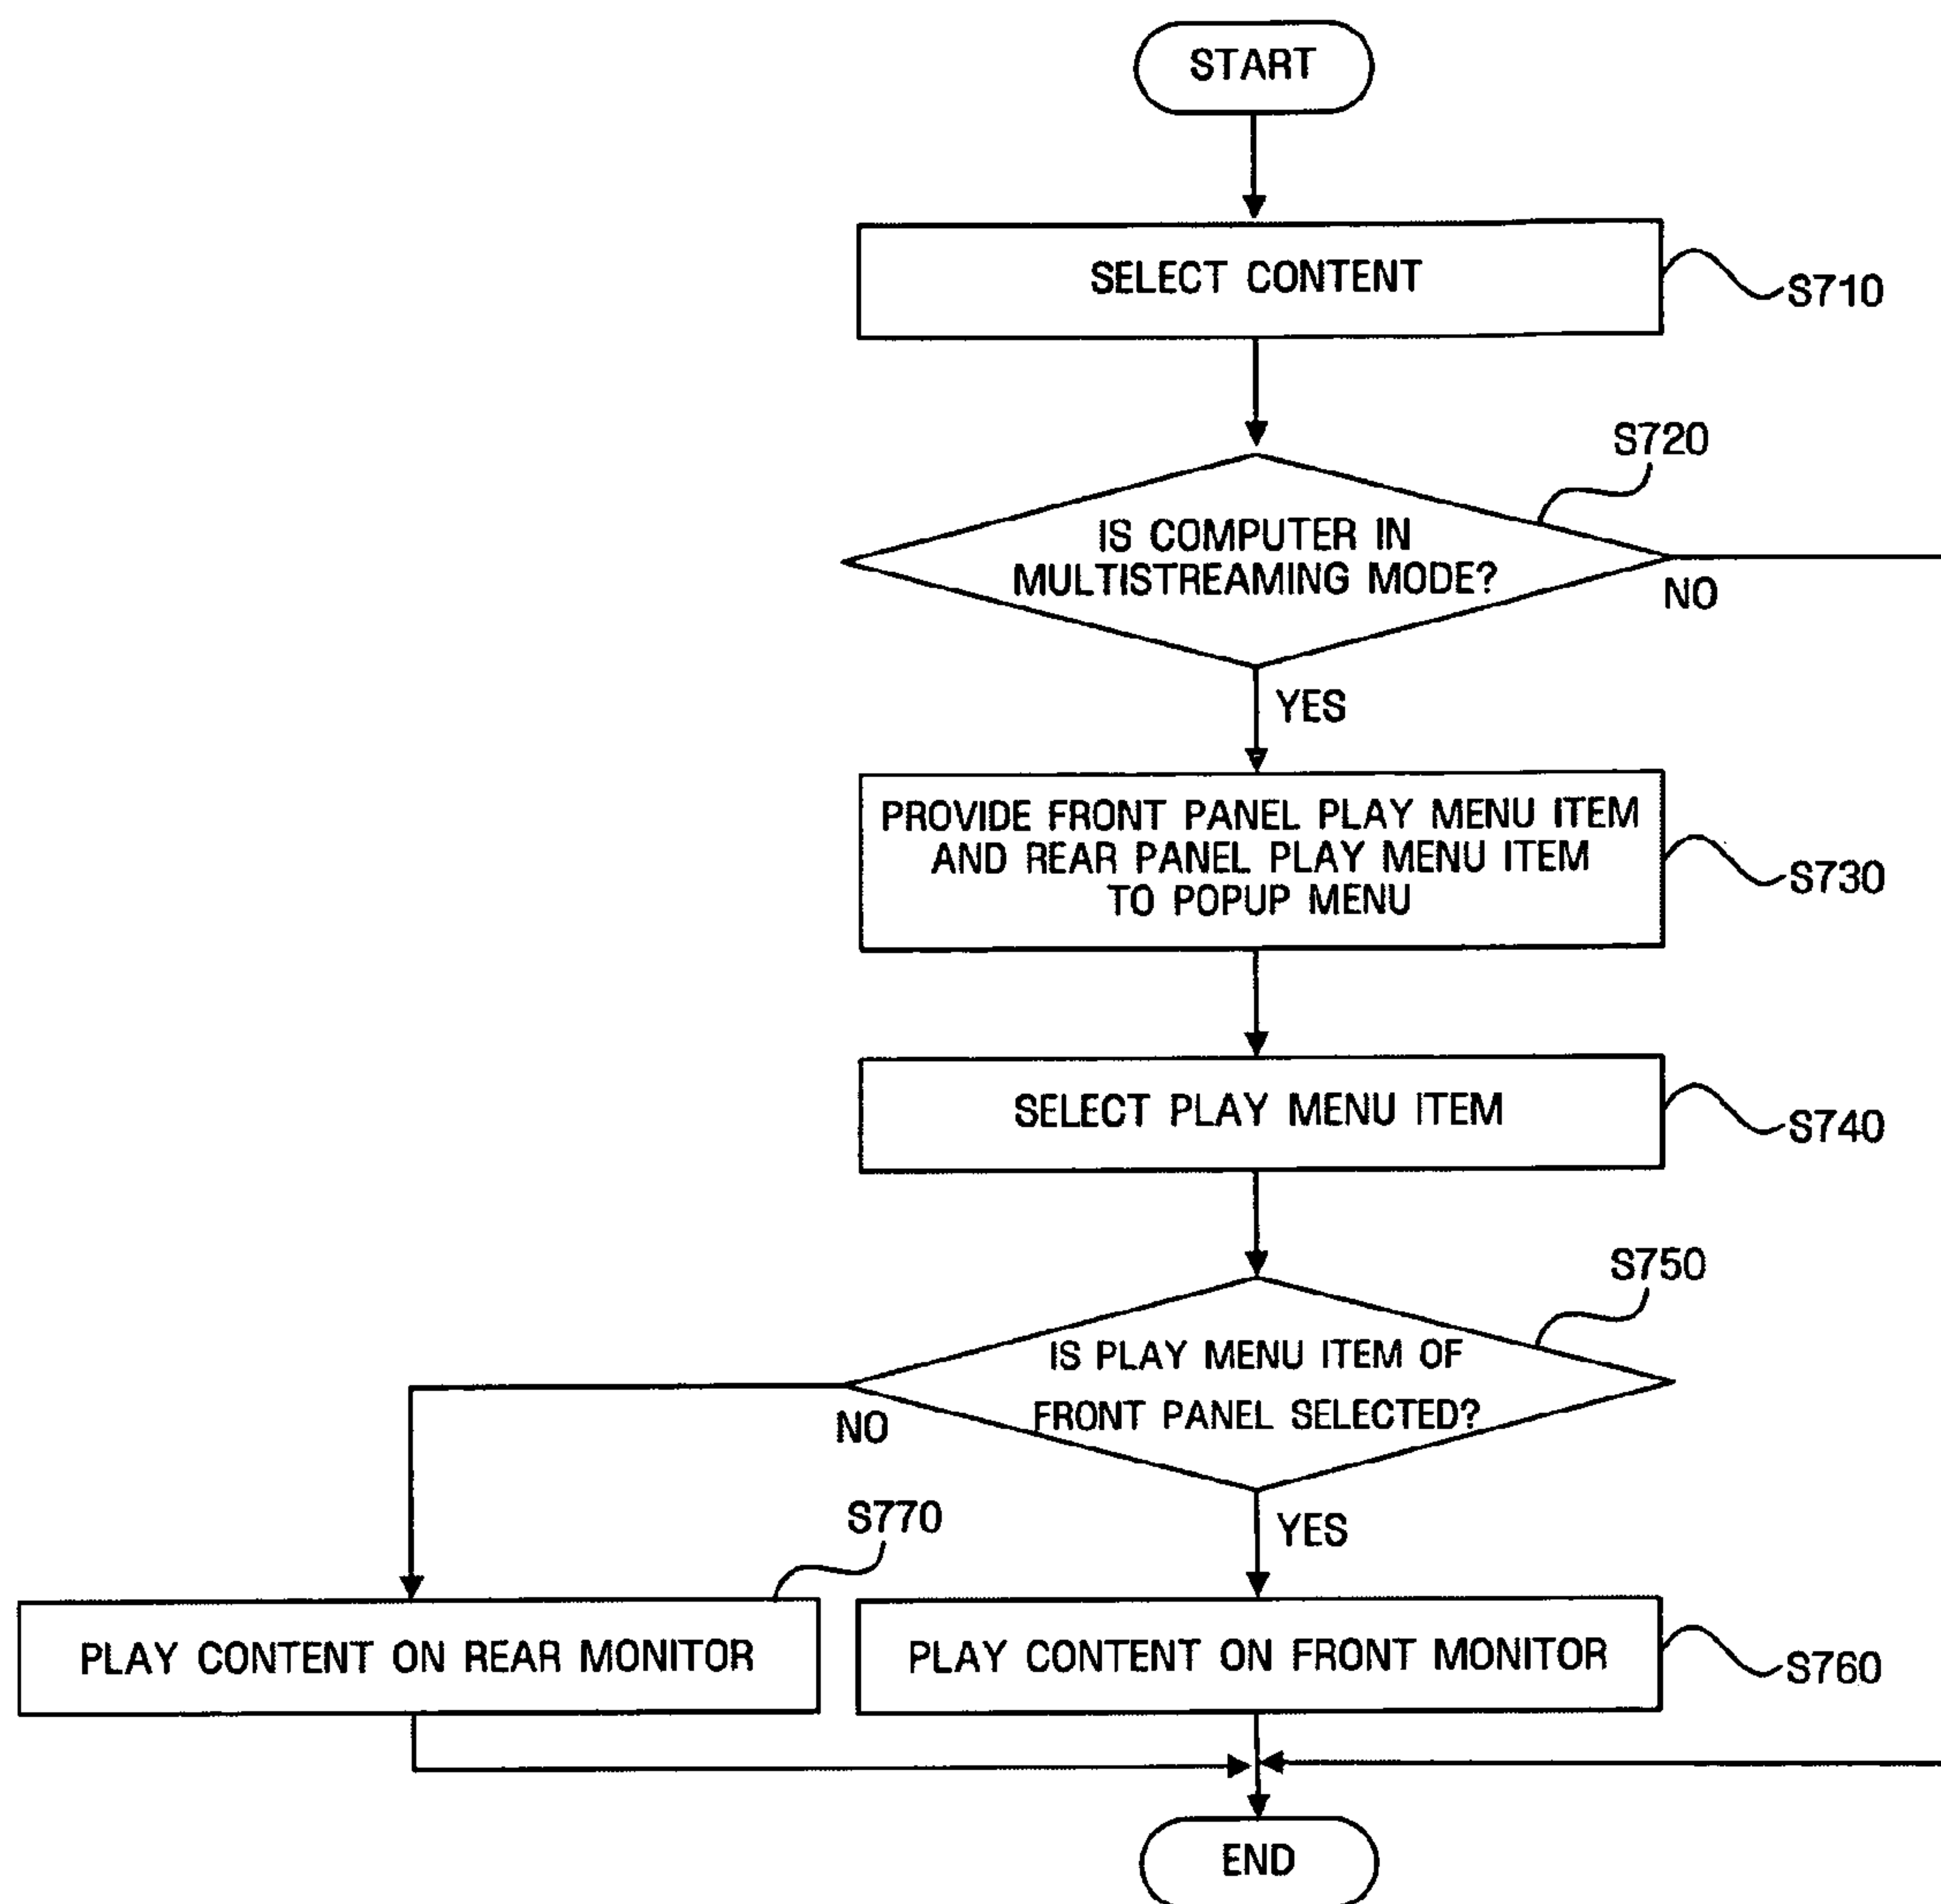 START
SELECT CONTENT
S710
S720
IS COMPUTER IN
MULTISTREAMING MODE?
NO
YES
PROVIDE FRONT PANEL PLAY MENU ITEM
AND REAR PANEL PLAY MENU ITEM
TO POPUP MENU
S730
SELECT PLAY MENU ITEM
S740
S750
IS PLAY MENU ITEM OF
FRONT PANEL SELECTED?
NO
YES
S770
PLAY CONTENT ON REAR MONITOR
PLAY CONTENT ON FRONT MONITOR
S760
END